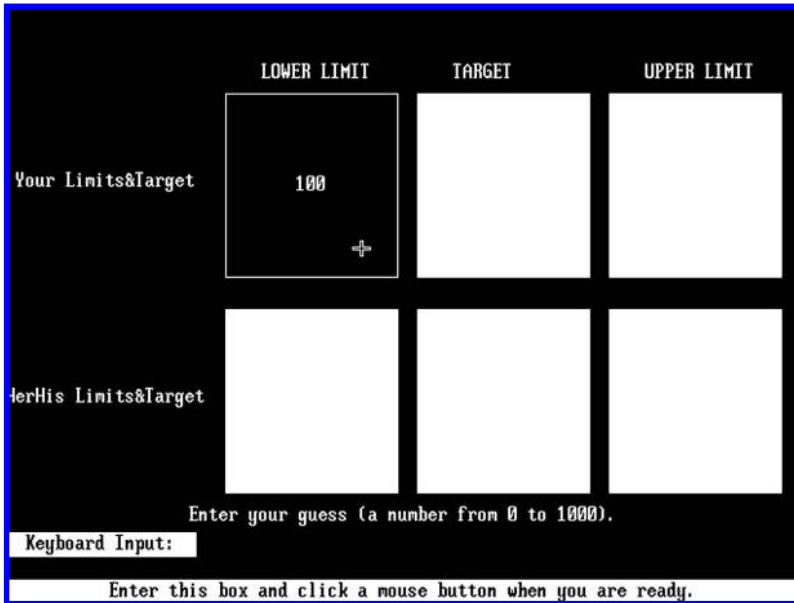 LOWER LIMIT TARGET UPPER LIMIT
Your Limits&Target
100
HerHis Limits&Target
Enter your guess (a number from 0 to 1000).
Keyboard Input:
Enter this box and click a mouse button when you are ready.